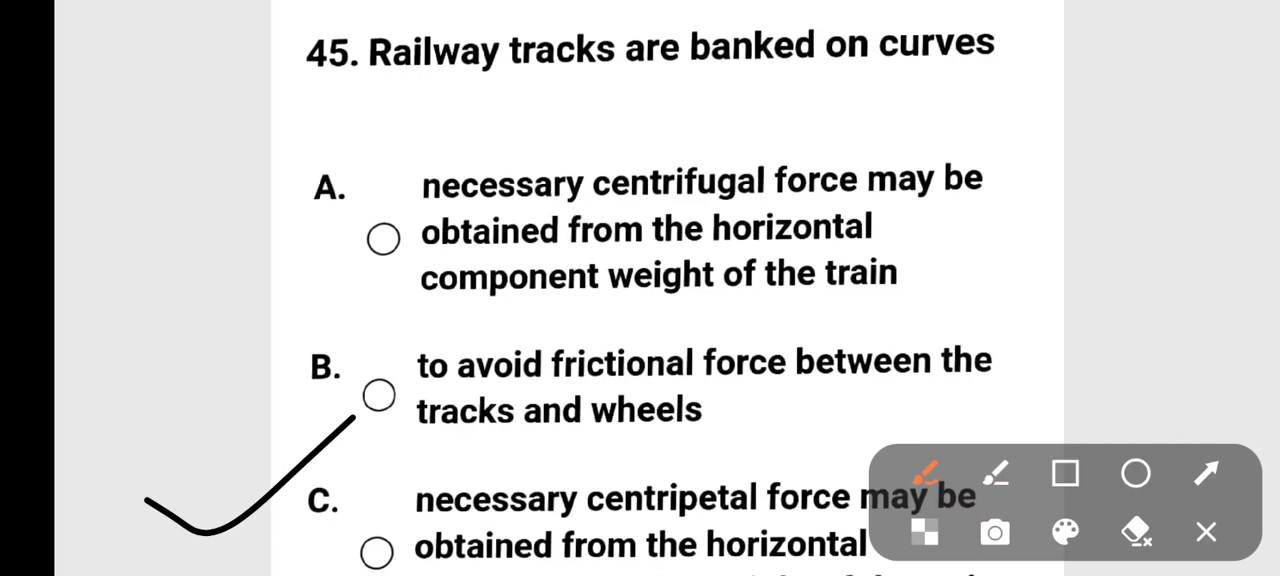 45. Railway tracks are banked on curves
A. necessary centrifugal force may be
obtained from the horizontal
component weight of the train
B. to avoid frictional force between the
tracks and wheels
C. necessary centripetal force may be
obtained from the horizontal